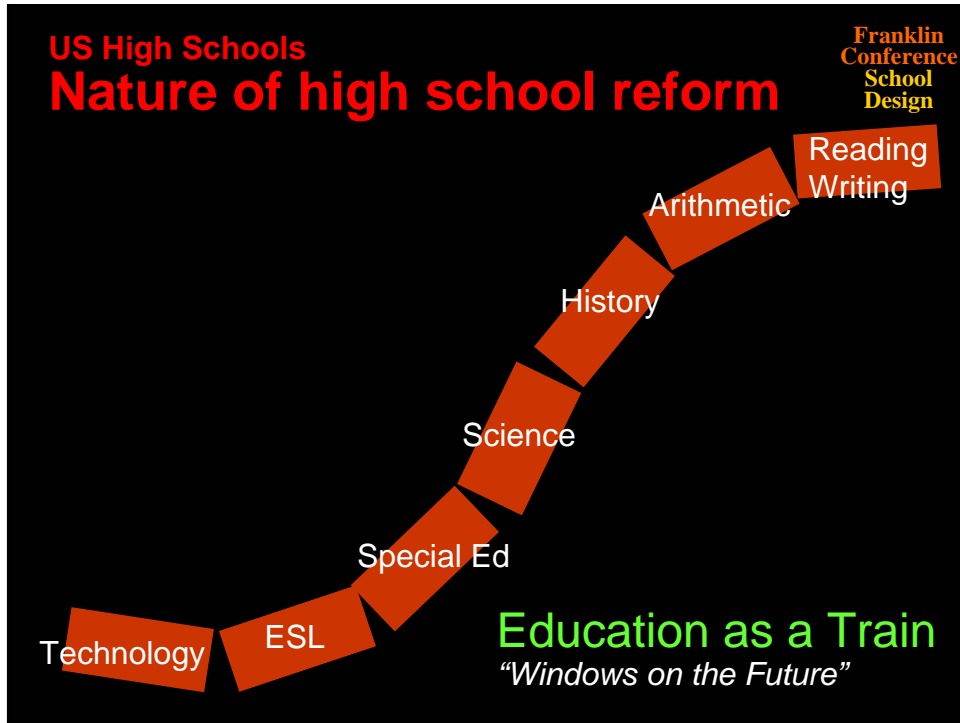 US High Schools
Nature of high school reform
Franklin
Conference
School
Design
Reading
Writing
Arithmetic
History
Science
Special Ed
ESL
Technology
Education as a Train
“Windows on the Future”